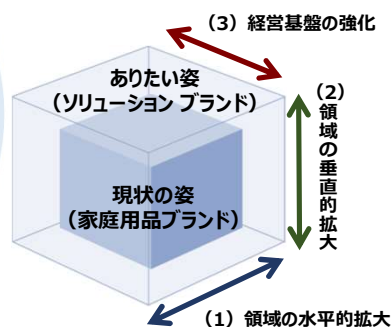 （3）経営基盤の強化
ありたい姿
（ソリューション ブランド）
（2）領域の垂直的拡大
現状の姿
（家庭用品ブランド）
（1）領域の水平的拡大